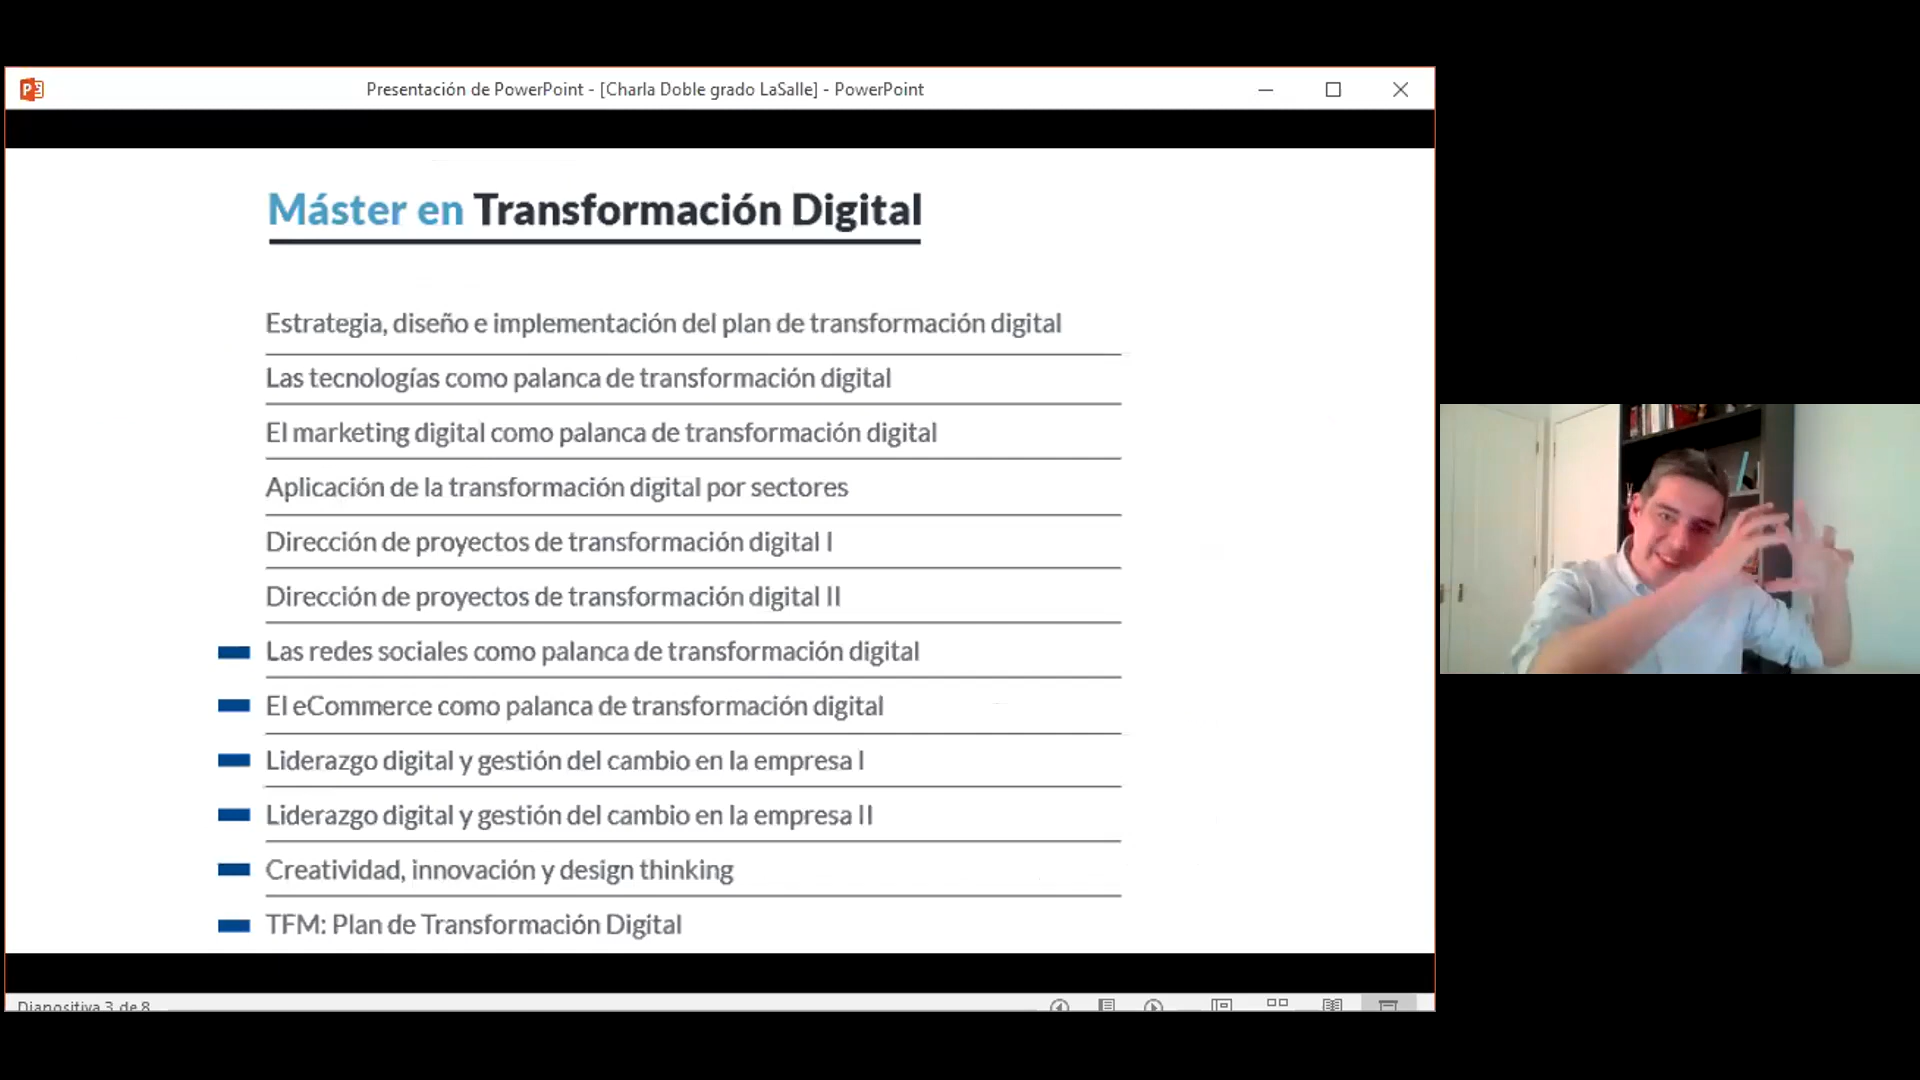 Presentación de PowerPoint - [Charla Doble grado LaSalle] - PowerPoint
Máster en Transformación Digital
Estrategia, diseño e implementación del plan de transformación digital
Las tecnologías como palanca de transformación digital
El marketing digital como palanca de transformación digital
Aplicación de la transformación digital por sectores
Dirección de proyectos de transformación digital I
Dirección de proyectos de transformación digital II
Las redes sociales como palanca de transformación digital
El eCommerce como palanca de transformación digital
Liderazgo digital y gestión del cambio en la empresa I
Liderazgo digital y gestión del cambio en la empresa II
Creatividad, innovación y design thinking
TFM: Plan de Transformación Digital
Diapositiva 3 de 8